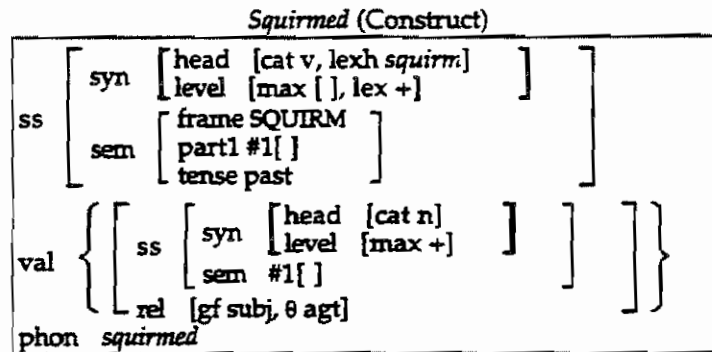 Squirmed (Construct)
syn [head [cat v, lexh squirm]
level [max [ ], lex +] ]
ss
sem [frame SQUIRM
part1 #1[ ]
tense past ]
val { [ ss [ syn [head [cat n]
level [max +] ]
sem #1[ ] ]
rel [gf subj, θ agt] ] }
phon squirmed